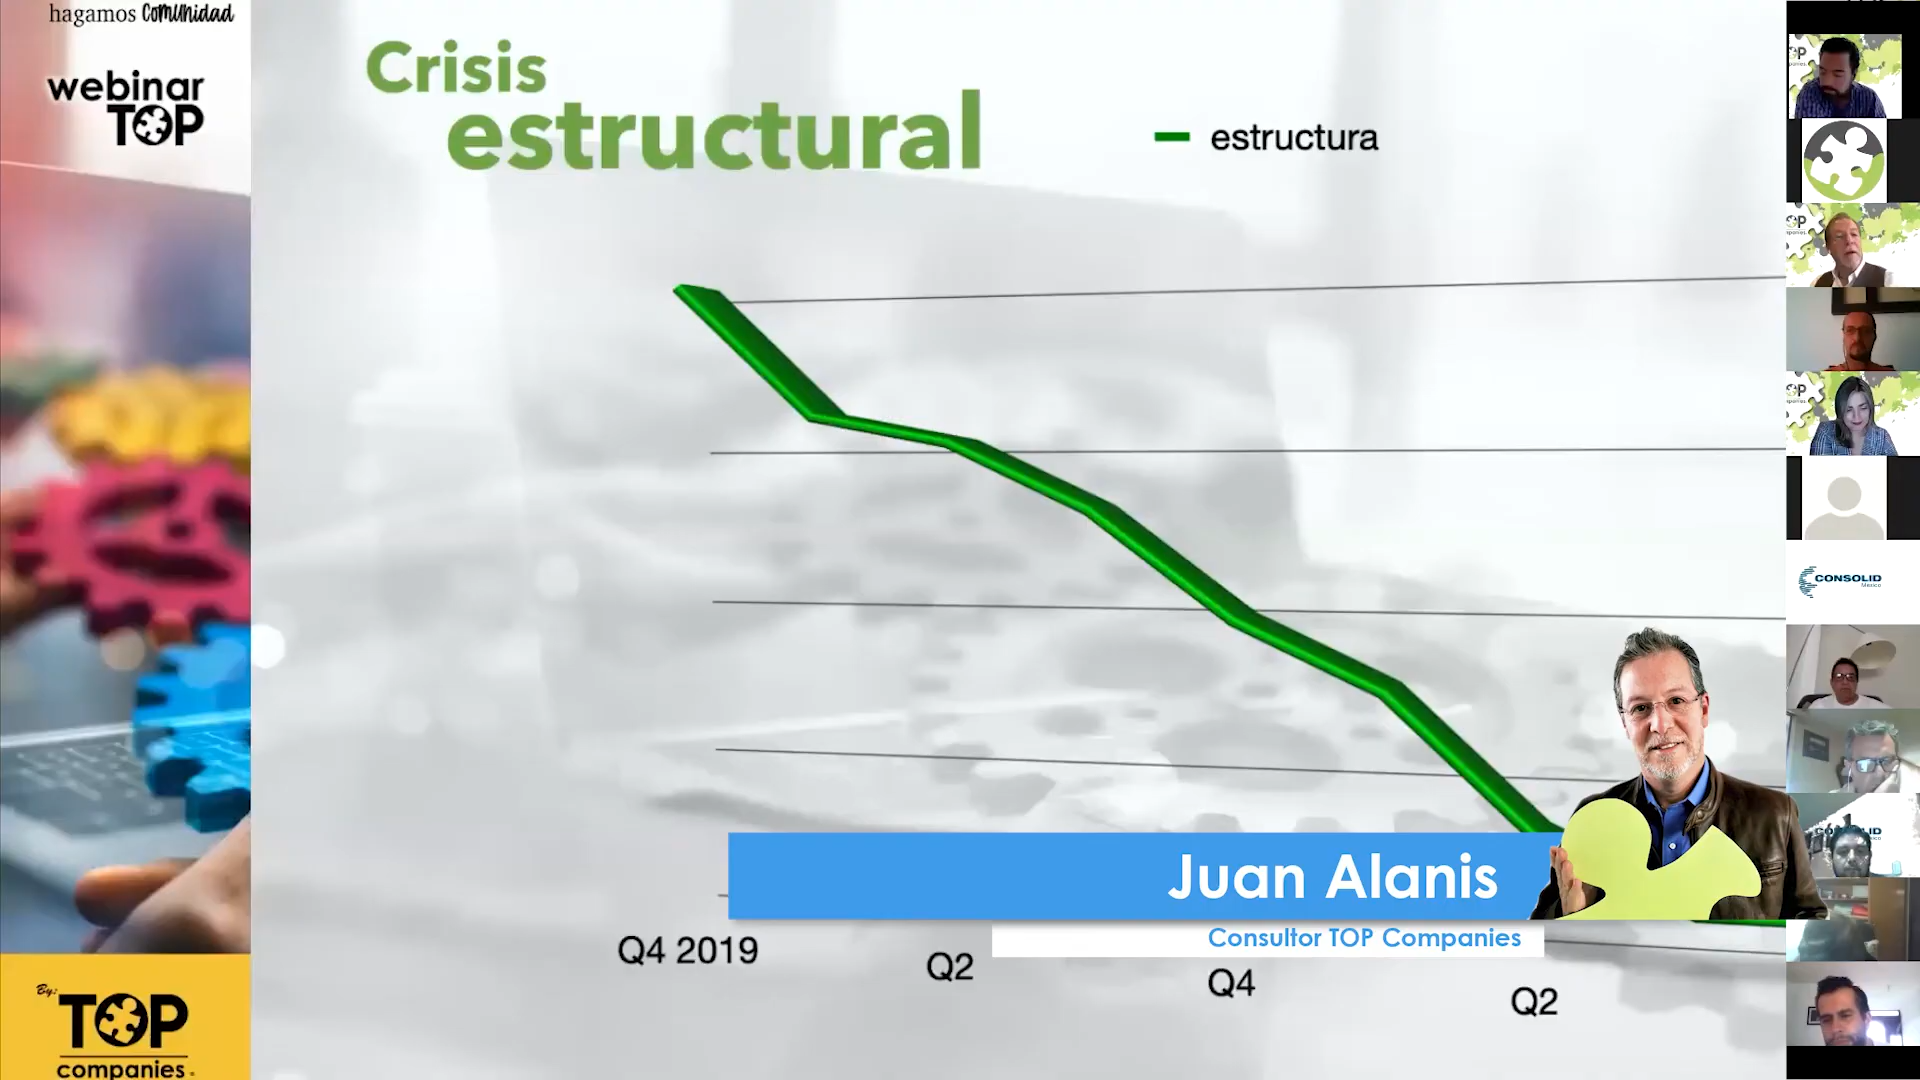 hagamos comunidad
webinar
TOP
Crisis
estructural
estructura
Q4 2019
Q2
Q4
Q2
Juan Alanis
Consultor TOP Companies
By:
TOP
companies
CONSOLID
Mexico